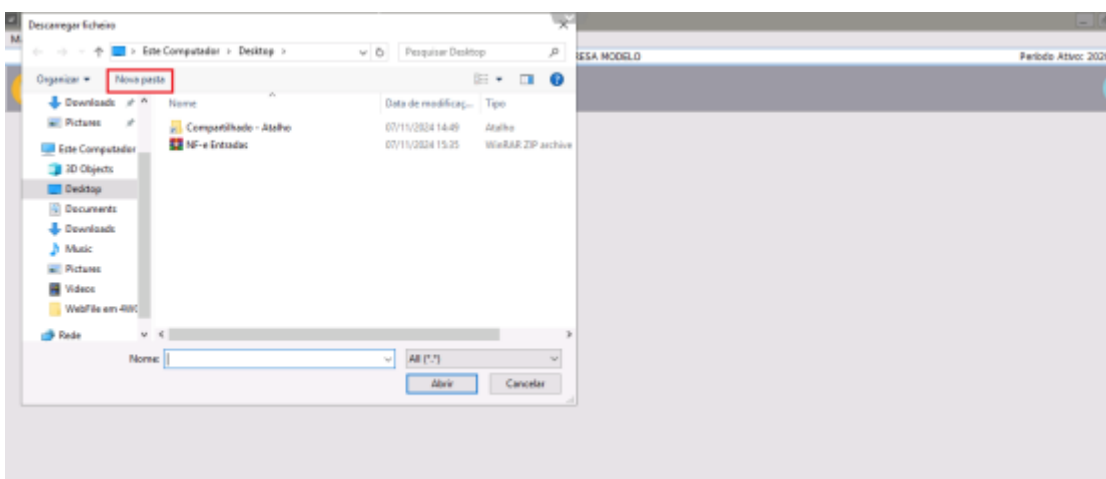 Descarregar ficheiro
M
Este Computador › Desktop ›
Pesquisar Desktop
RESA MODELO
Período Ativo: 202
Organizar
Nova pasta
Downloads
Pictures
Este Computador
3D Objects
Desktop
Documents
Downloads
Music
Pictures
Videos
WebFile em
Rede
Nome
Data de modificaç...
Tipo
Compartilhado - Atalho
07/11/2024 14:49
Atalho
NF-e Entradas
07/11/2024 15:35
WinRAR ZIP archive
Nome:
All (*.*)
Abrir
Cancelar